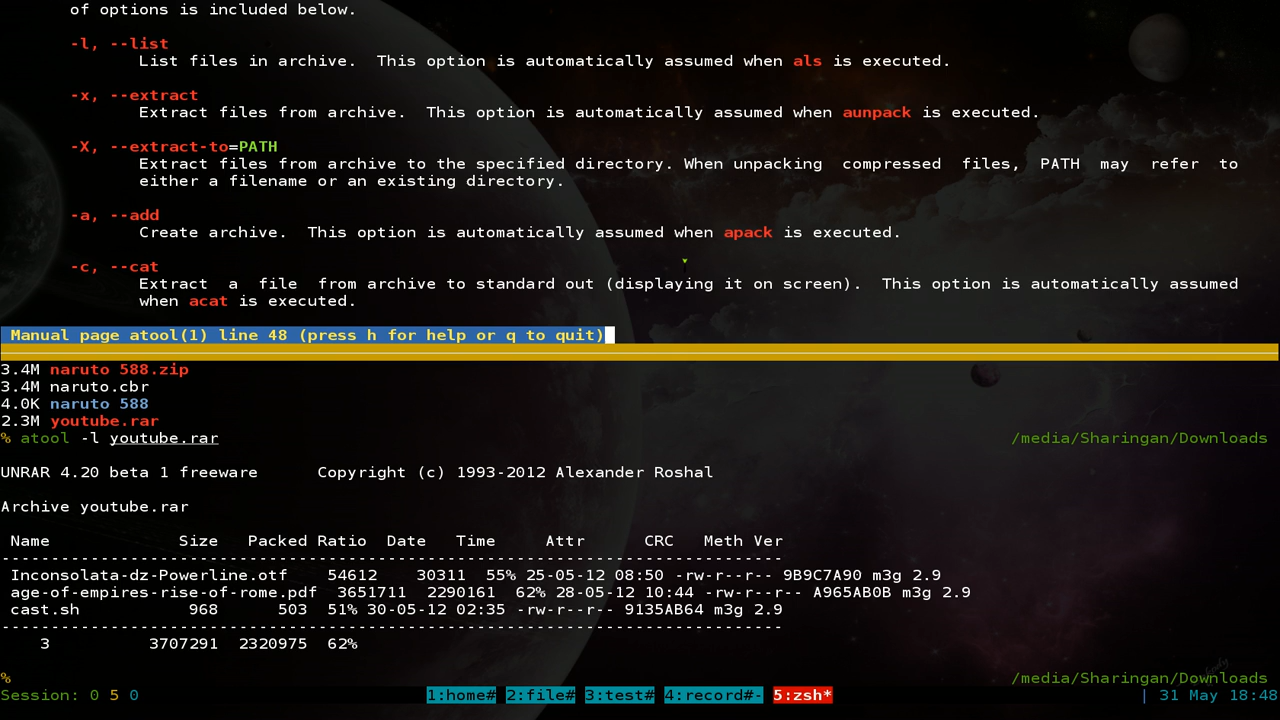 of options is included below.
-l, --list
List files in archive.  This option is automatically assumed when als is executed.
-x, --extract
Extract files from archive.  This option is automatically assumed when aunpack is executed.
-X, --extract-to=PATH
Extract files from archive to the specified directory. When unpacking  compressed  files,  PATH  may  refer  to
either a filename or an existing directory.
-a, --add
Create archive.  This option is automatically assumed when apack is executed.
-c, --cat
Extract  a  file  from archive to standard out (displaying it on screen).  This option is automatically assumed
when acat is executed.
Manual page atool(1) line 48 (press h for help or q to quit)
3.4M naruto 588.zip
3.4M naruto.cbr
4.0K naruto 588
2.3M youtube.rar
% atool -l youtube.rar /media/Sharingan/Downloads
UNRAR 4.20 beta 1 freeware      Copyright (c) 1993-2012 Alexander Roshal
Archive youtube.rar
Name             Size   Packed Ratio  Date   Time     Attr      CRC   Meth Ver
-------------------------------------------------------------------------------
Inconsolata-dz-Powerline.otf    54612    30311  55% 25-05-12 08:50 -rw-r--r-- 9B9C7A90 m3g 2.9
age-of-empires-rise-of-rome.pdf  3651711  2290161  62% 28-05-12 10:44 -rw-r--r-- A965AB0B m3g 2.9
cast.sh           968      503  51% 30-05-12 02:35 -rw-r--r-- 9135AB64 m3g 2.9
-------------------------------------------------------------------------------
3          3707291  2320975  62%
% /media/Sharingan/Downloads
Session: 0 5 0 1:home# 2:file# 3:test# 4:record#- 5:zsh* | 31 May 18:48